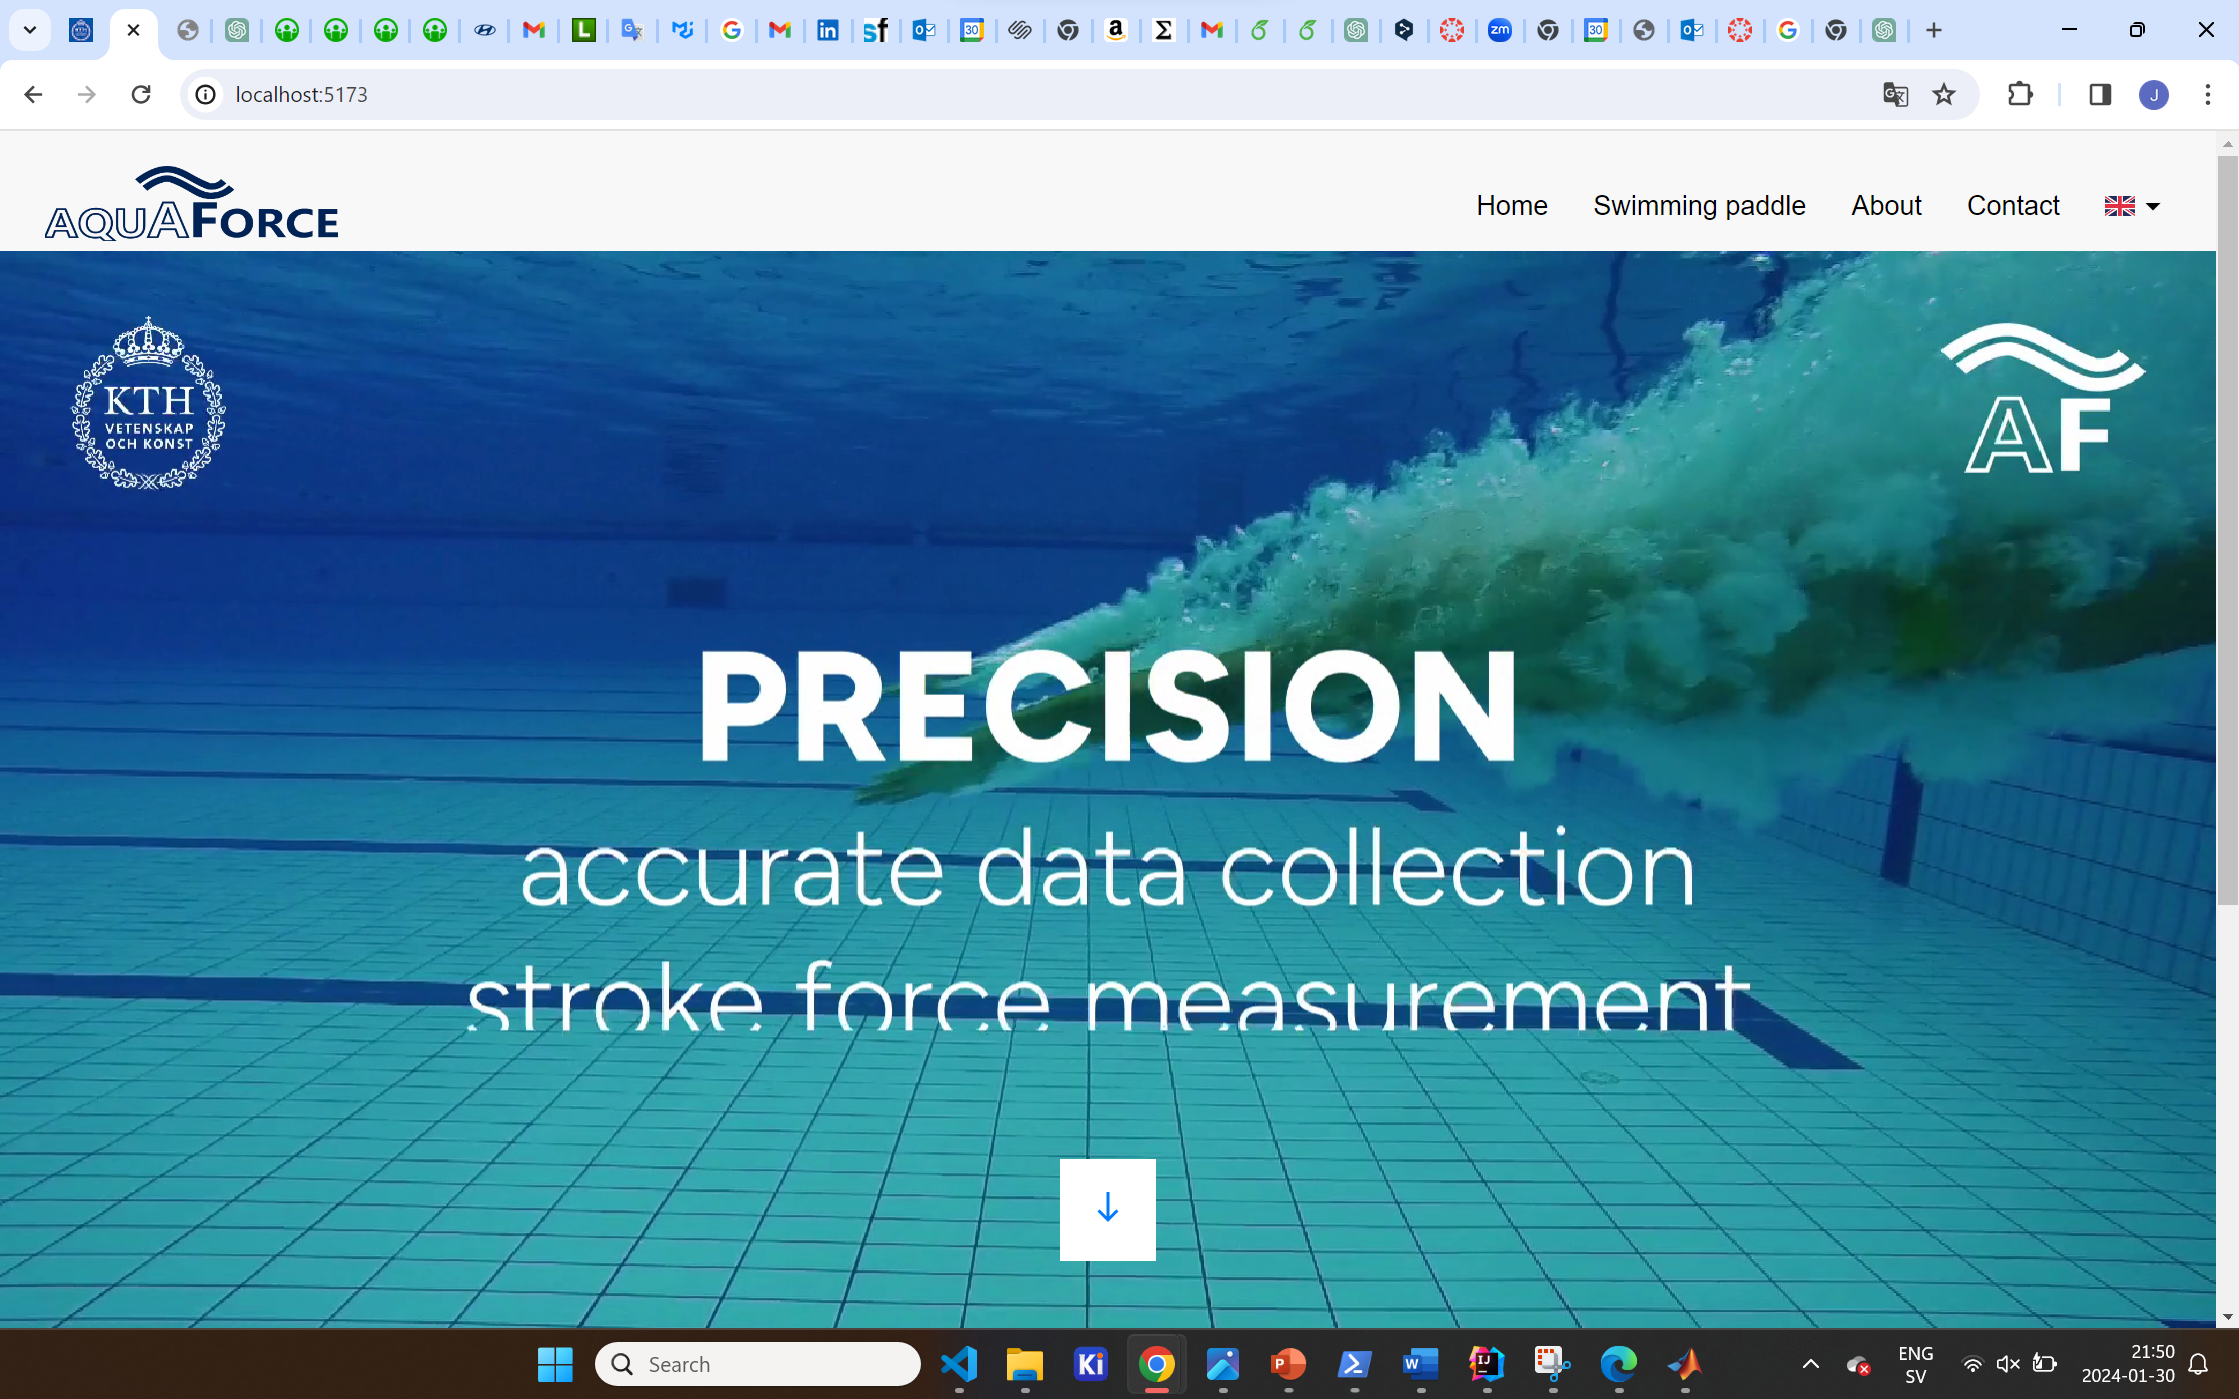 localhost:5173
J
AQUAFORCE
Home
Swimming paddle
About
Contact
KTH
VETENSKAP
OCH KONST
AF
PRECISION
accurate data collection
stroke force measurement
Search
ENG
SV
21:50
2024-01-30